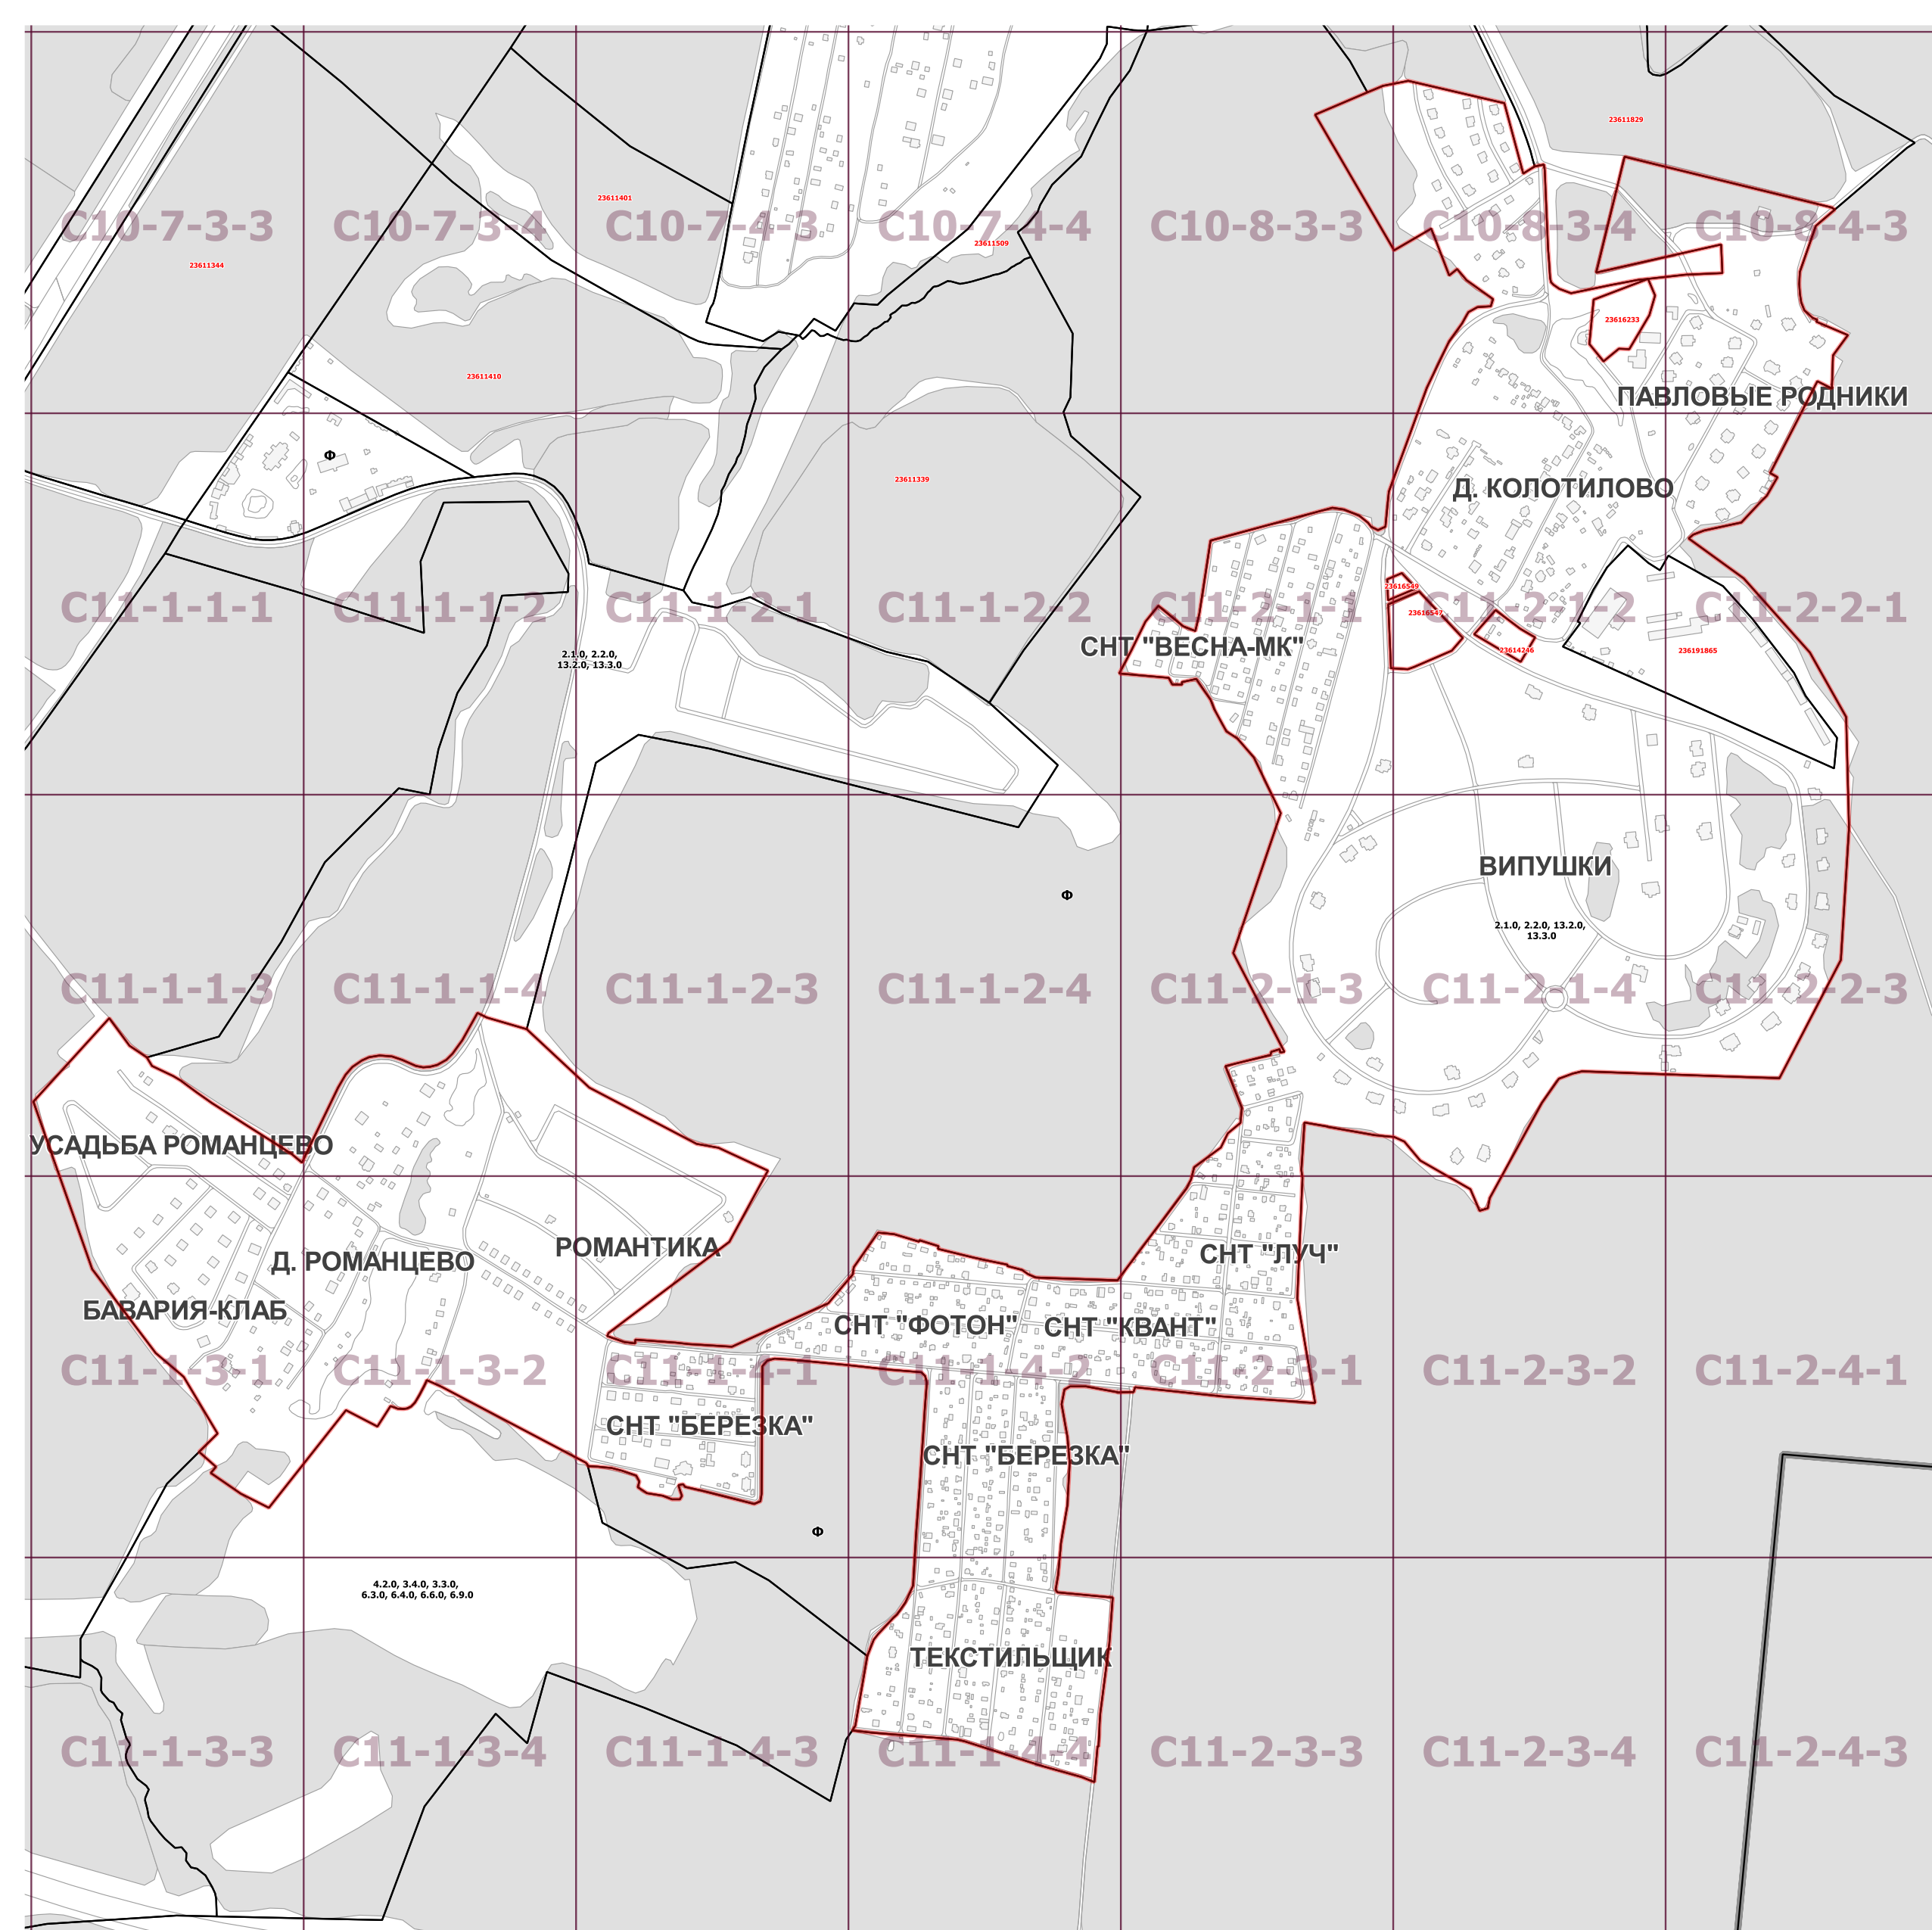 23611829
23611401
С10-7-3-3
С10-7-3-4
С10-7-4-3
С10-7-4-4
С10-8-3-3
С10-8-3-4
С10-8-4-3
23611509
23611344
23616233
23611410
ПАВЛОВЫЕ РОДНИКИ
Ф
23611339
Д. КОЛОТИЛОВО
23616549
С11-1-1-1
С11-1-1-2
С11-1-2-1
С11-1-2-2
С11-2-1-1
С11-2-1-2
С11-2-2-1
23616547
СНТ "ВЕСНА-МК"
23614246
236191865
2.1.0, 2.2.0,
13.2.0, 13.3.0
ВИПУШКИ
Ф
2.1.0, 2.2.0, 13.2.0,
13.3.0
С11-1-1-3
С11-1-1-4
С11-1-2-3
С11-1-2-4
С11-2-1-3
С11-2-1-4
С11-2-2-3
УСАДЬБА РОМАНЦЕВО
РОМАНТИКА
СНТ "ЛУЧ"
Д. РОМАНЦЕВО
БАВАРИЯ-КЛАБ
СНТ "ФОТОН"
СНТ "КВАНТ"
С11-1-3-1
С11-1-3-2
С11-1-4-1
С11-1-4-2
С11-2-3-1
С11-2-3-2
С11-2-4-1
СНТ "БЕРЕЗКА"
СНТ "БЕРЕЗКА"
Ф
4.2.0, 3.4.0, 3.3.0,
6.3.0, 6.4.0, 6.6.0, 6.9.0
ТЕКСТИЛЬЩИК
С11-1-3-3
С11-1-3-4
С11-1-4-3
С11-1-4-4
С11-2-3-3
С11-2-3-4
С11-2-4-3